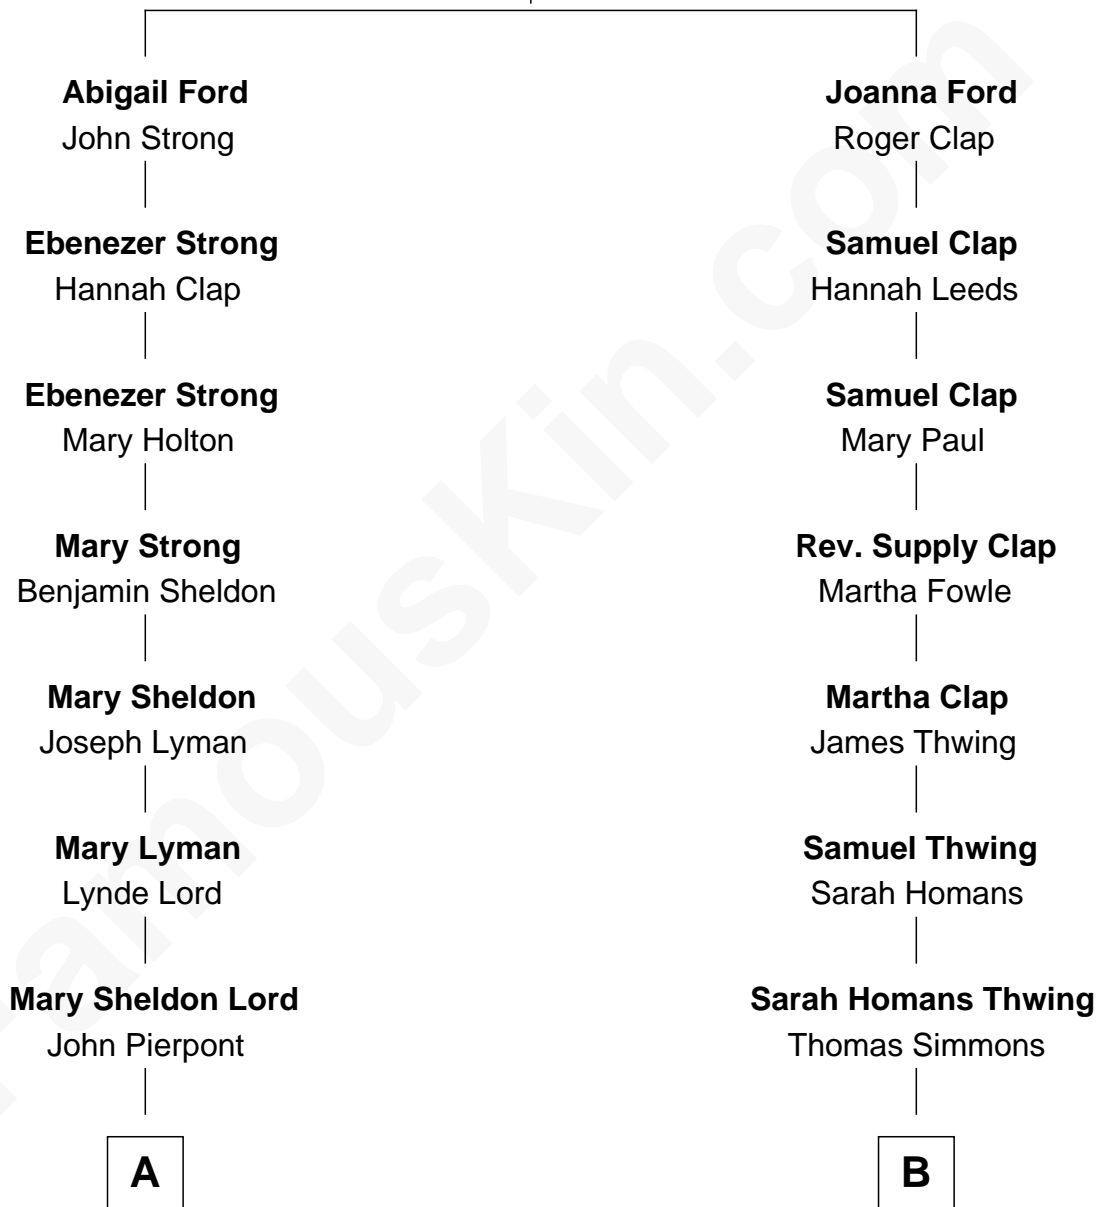 Abigail Ford
John Strong
Joanna Ford
Roger Clap
Ebenezer Strong
Hannah Clap
Samuel Clap
Hannah Leeds
Ebenezer Strong
Mary Holton
Samuel Clap
Mary Paul
Mary Strong
Benjamin Sheldon
Rev. Supply Clap
Martha Fowle
Mary Sheldon
Joseph Lyman
Martha Clap
James Thwing
Mary Lyman
Lynde Lord
Samuel Thwing
Sarah Homans
Mary Sheldon Lord
John Pierpont
Sarah Homans Thwing
Thomas Simmons
A
B
FamousKin.com